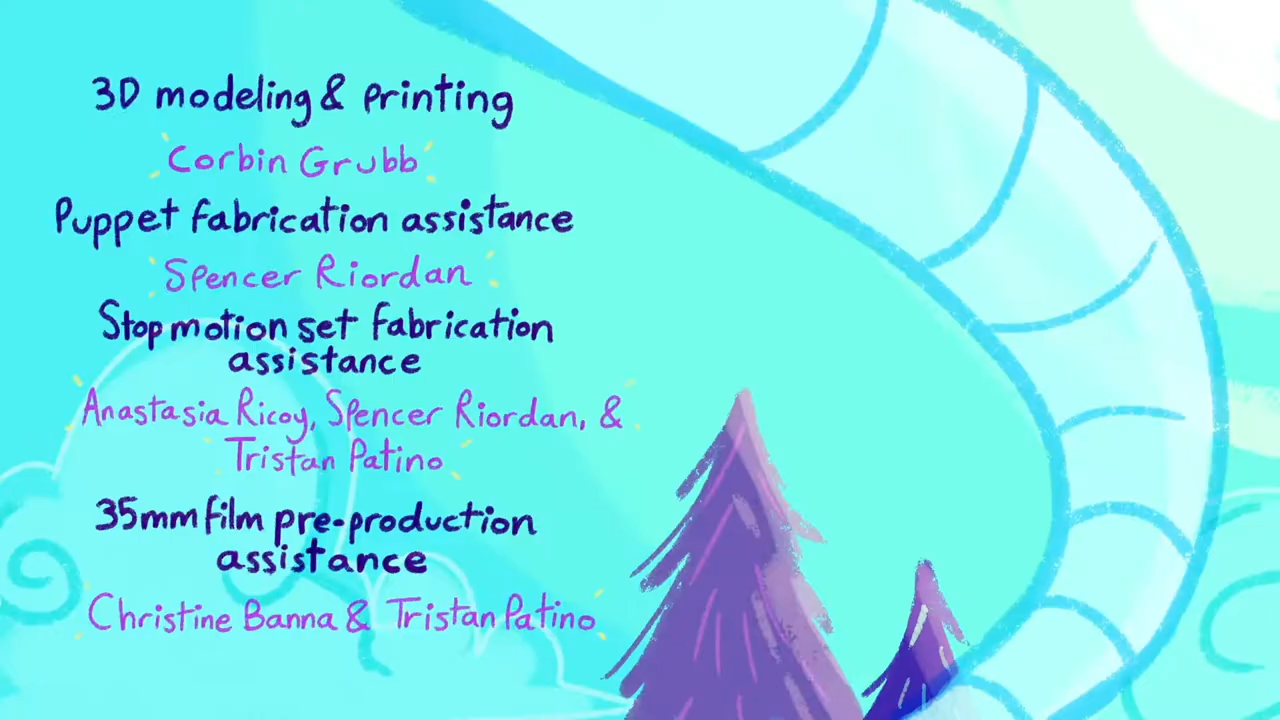 3D modeling & printing
Corbin Grubb
Puppet fabrication assistance
Spencer Riordan
Stop motion set fabrication
assistance
Anastasia Ricoy, Spencer Riordan, &
Tristan Patino
35mm film pre-production
assistance
Christine Banna & Tristan Patino